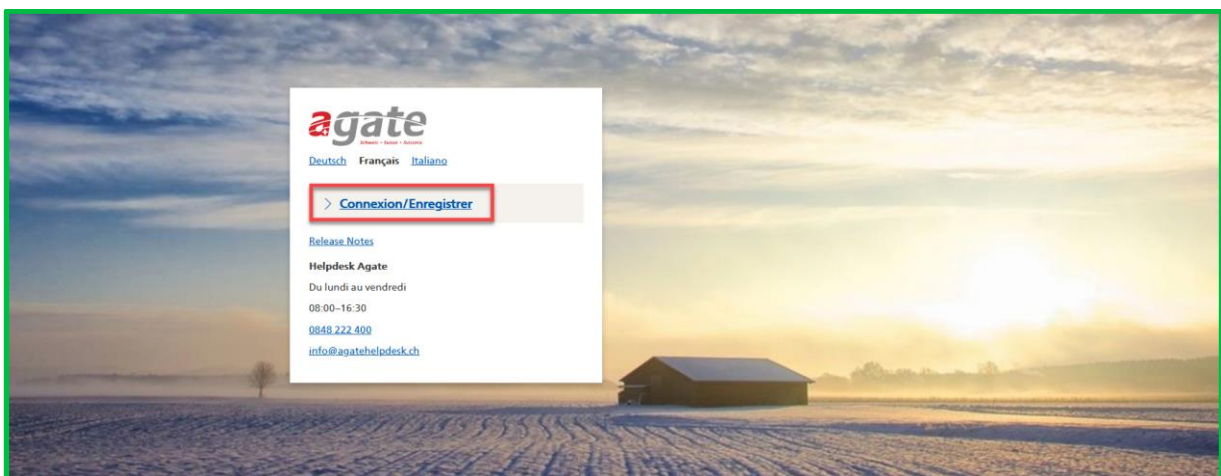 agate
Schweiz • Suisse • Svizzera
Deutsch Français Italiano
Connexion/Enregistrer
Release Notes
Helpdesk Agate
Du lundi au vendredi
08:00–16:30
0848 222 400
info@agatehelpdesk.ch